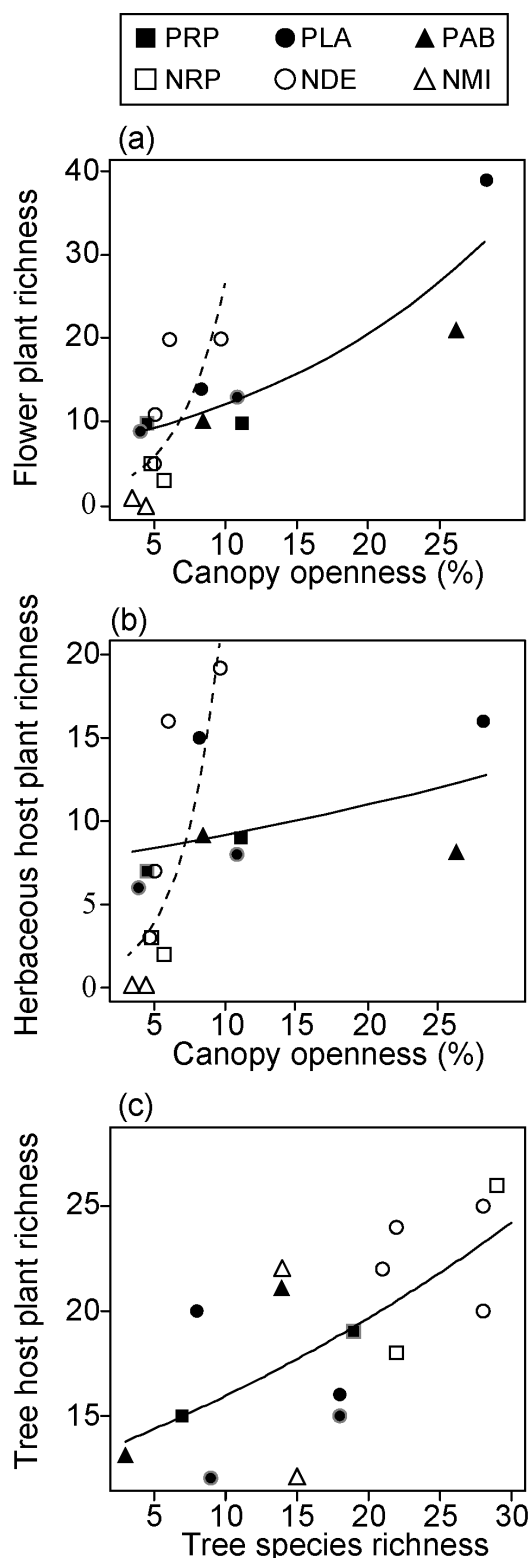 PRP PLA PAB
NRP NDE NMI
(a)
Flower plant richness
40
30
20
10
0
5 10 15 20 25
Canopy openness (%)
(b)
Herbaceous host plant richness
20
15
10
5
0
5 10 15 20 25
Canopy openness (%)
(c)
Tree host plant richness
25
20
15
5 10 15 20 25 30
Tree species richness